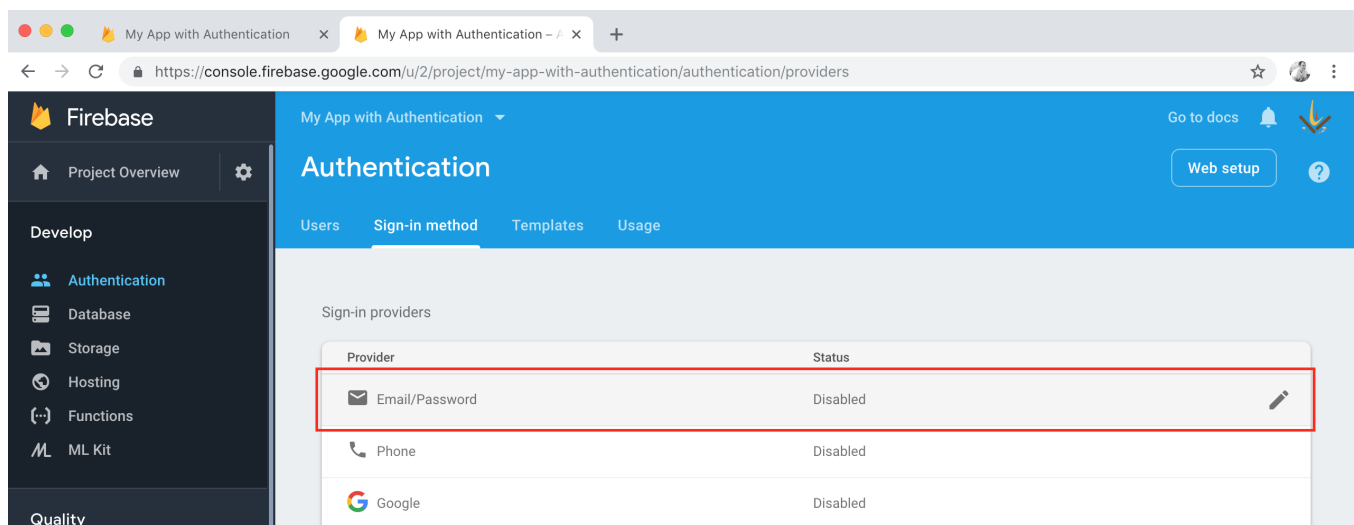 My App with Authentication
My App with Authentication – A
https://console.firebase.google.com/u/2/project/my-app-with-authentication/authentication/providers
Firebase
Project Overview
Develop
Authentication
Database
Storage
Hosting
Functions
ML Kit
Quality
My App with Authentication
Go to docs
Authentication
Web setup
Users Sign-in method Templates Usage
Sign-in providers
Provider Status
Email/Password Disabled
Phone Disabled
Google Disabled